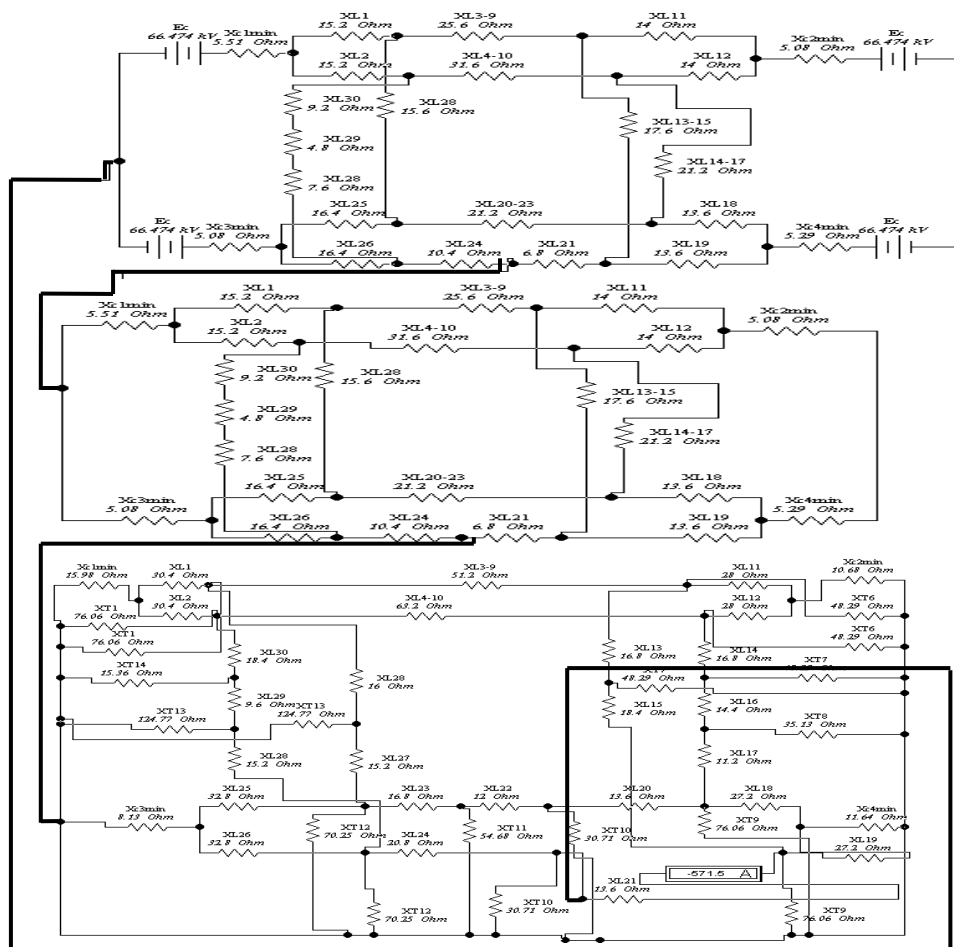 XL1
15.2 Ohm
XL3-9
25.6 Ohm
XL11
14 Ohm
Ec
66.474 kV
Xc1min
5.51 Ohm
Xc2min
5.08 Ohm
Ec
66.474 kV
XL2
15.2 Ohm
XL4-10
31.6 Ohm
XL12
14 Ohm
XL30
9.2 Ohm
XL28
15.6 Ohm
XL13-15
17.6 Ohm
XL29
4.8 Ohm
XL14-17
21.2 Ohm
XL28
7.6 Ohm
Ec
66.474 kV
Xc3min
5.08 Ohm
XL25
16.4 Ohm
XL20-23
21.2 Ohm
XL18
13.6 Ohm
Xc4min
5.29 Ohm
Ec
66.474 kV
XL26
16.4 Ohm
XL24
10.4 Ohm
XL21
6.8 Ohm
XL19
13.6 Ohm
XL1
15.2 Ohm
XL3-9
25.6 Ohm
XL11
14 Ohm
Xc1min
5.51 Ohm
Xc2min
5.08 Ohm
XL2
15.2 Ohm
XL4-10
31.6 Ohm
XL12
14 Ohm
XL30
9.2 Ohm
XL28
15.6 Ohm
XL13-15
17.6 Ohm
XL29
4.8 Ohm
XL14-17
21.2 Ohm
XL28
7.6 Ohm
Xc3min
5.08 Ohm
XL25
16.4 Ohm
XL20-23
21.2 Ohm
XL18
13.6 Ohm
Xc4min
5.29 Ohm
XL26
16.4 Ohm
XL24
10.4 Ohm
XL21
6.8 Ohm
XL19
13.6 Ohm
Xc1min
15.98 Ohm
XL1
30.4 Ohm
XL3-9
51.2 Ohm
XL11
28 Ohm
Xc2min
10.68 Ohm
XL2
30.4 Ohm
XL4-10
63.2 Ohm
XL12
28 Ohm
XT6
48.29 Ohm
XT1
76.06 Ohm
XT6
48.29 Ohm
XT1
76.06 Ohm
XL30
18.4 Ohm
XL13
16.8 Ohm
XL14
16.8 Ohm
XT14
15.36 Ohm
XL28
16 Ohm
48.29 Ohm
XT7
XL29
9.6 Ohm
XL15
18.4 Ohm
XL16
14.4 Ohm
XT13
124.77 Ohm
XT13
124.77 Ohm
XT8
35.13 Ohm
XL28
15.2 Ohm
XL27
15.2 Ohm
XL17
11.2 Ohm
Xc3min
8.13 Ohm
XL25
32.8 Ohm
XL23
16.8 Ohm
XL22
12 Ohm
XL20
13.6 Ohm
XL18
27.2 Ohm
Xc4min
11.64 Ohm
XL26
32.8 Ohm
XT12
70.25 Ohm
XL24
20.8 Ohm
XT11
54.68 Ohm
XT10
30.71 Ohm
XT9
76.06 Ohm
XL19
27.2 Ohm
-571.5 A
XL21
13.6 Ohm
XT12
70.25 Ohm
XT10
30.71 Ohm
XT9
76.06 Ohm